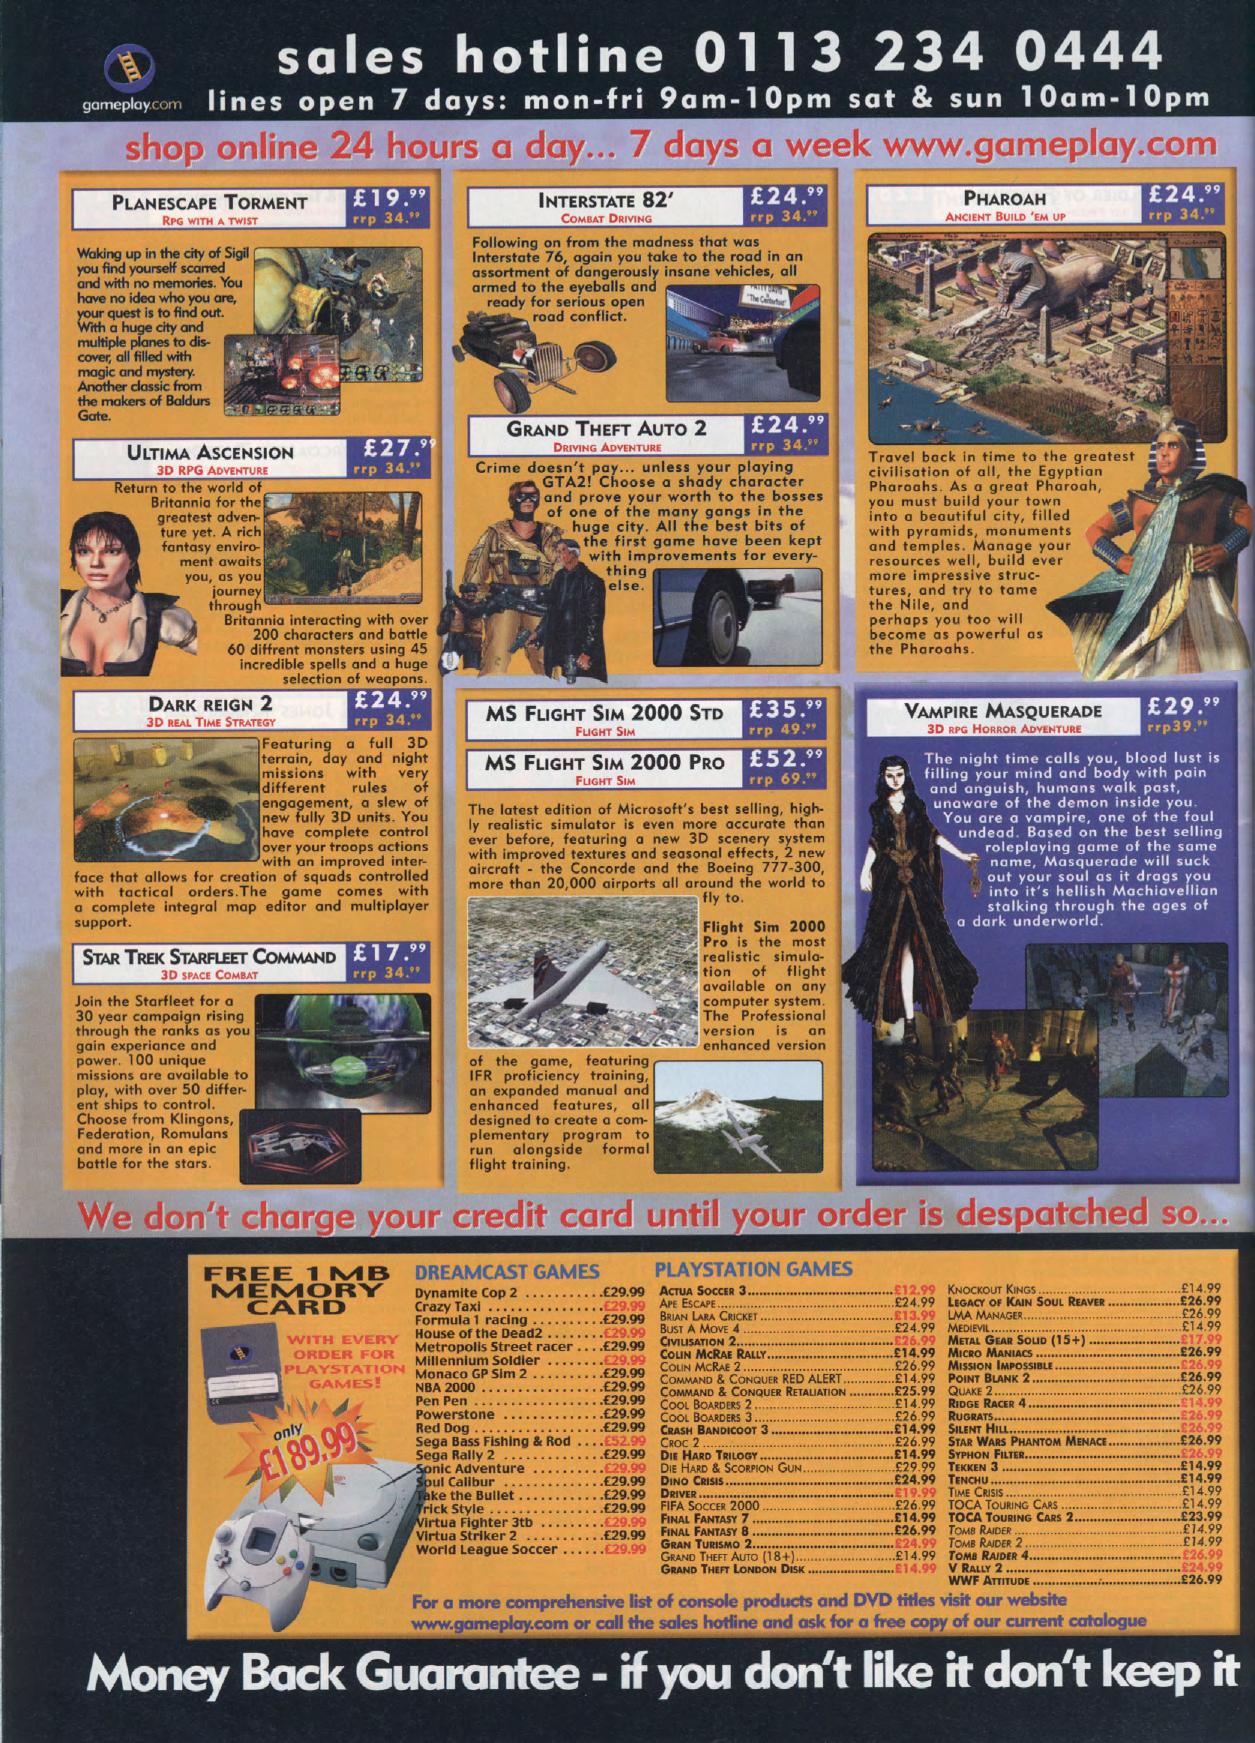 sales hotline 0113 234 0444
gameplay.com
lines open 7 days: mon-fri 9am-10pm sat & sun 10am-10pm
shop online 24 hours a day... 7 days a week www.gameplay.com
PLANESCAPE TORMENT £19.99
RPG WITH A TWIST rrp 34.99
Waking up in the city of Sigil
you find yourself scarred
and with no memories. You
have no idea who you are,
your quest is to find out.
With a huge city and
multiple planes to dis-
cover, all filled with
magic and mystery.
Another classic from
the makers of Baldurs
Gate.
ULTIMA ASCENSION £27.99
3D RPG ADVENTURE rrp 34.99
Return to the world of
Britannia for the
greatest adven-
ture yet. A rich
fantasy enviro-
ment awaits
you, as you
journey
through
Britannia interacting with over
200 characters and battle
60 diffrent monsters using 45
incredible spells and a huge
selection of weapons.
DARK REIGN 2 £24.99
3D REAL TIME STRATEGY rrp 34.99
Featuring a full 3D
terrain, day and night
missions with very
different rules of
engagement, a slew of
new fully 3D units. You
have complete control
over your troops actions
with an improved inter-
face that allows for creation of squads controlled
with tactical orders.The game comes with
a complete integral map editor and multiplayer
support.
STAR TREK STARFLEET COMMAND £17.99
3D SPACE COMBAT rrp 34.99
Join the Starfleet for a
30 year campaign rising
through the ranks as you
gain experiance and
power. 100 unique
missions are available to
play, with over 50 differ-
ent ships to control.
Choose from Klingons,
Federation, Romulans
and more in an epic
battle for the stars.
INTERSTATE 82' £24.99
COMBAT DRIVING rrp 34.99
Following on from the madness that was
Interstate 76, again you take to the road in an
assortment of dangerously insane vehicles, all
armed to the eyeballs and
ready for serious open
road conflict.
PATTY DAVIS
in
"The Centerfold"
GRAND THEFT AUTO 2 £24.99
DRIVING ADVENTURE rrp 34.99
Crime doesn't pay... unless your playing
GTA2! Choose a shady character
and prove your worth to the bosses
of one of the many gangs in the
huge city. All the best bits of
the first game have been kept
with improvements for every-
thing
else.
MS FLIGHT SIM 2000 STD £35.99
FLIGHT SIM rrp 49.99
MS FLIGHT SIM 2000 PRO £52.99
FLIGHT SIM rrp 69.99
The latest edition of Microsoft's best selling, high-
ly realistic simulator is even more accurate than
ever before, featuring a new 3D scenery system
with improved textures and seasonal effects, 2 new
aircraft - the Concorde and the Boeing 777-300,
more than 20,000 airports all around the world to
fly to.
Flight Sim 2000
Pro is the most
realistic simula-
tion of flight
available on any
computer system.
The Professional
version is an
enhanced version
of the game, featuring
IFR proficiency training,
an expanded manual and
enhanced features, all
designed to create a com-
plementary program to
run alongside formal
flight training.
PHAROAH £24.99
ANCIENT BUILD 'EM UP rrp 34.99
Travel back in time to the greatest
civilisation of all, the Egyptian
Pharoahs. As a great Pharoah,
you must build your town
into a beautiful city, filled
with pyramids, monuments
and temples. Manage your
resources well, build ever
more impressive struc-
tures, and try to tame
the Nile, and
perhaps you too will
become as powerful as
the Pharoahs.
VAMPIRE MASQUERADE £29.99
3D RPG HORROR ADVENTURE rrp39.99
The night time calls you, blood lust is
filling your mind and body with pain
and anguish, humans walk past,
unaware of the demon inside you.
You are a vampire, one of the foul
undead. Based on the best selling
roleplaying game of the same
name, Masquerade will suck
out your soul as it drags you
into it's hellish Machiavellian
stalking through the ages of
a dark underworld.
We don't charge your credit card until your order is despatched so...
FREE 1MB
MEMORY
CARD
WITH EVERY
ORDER FOR
PLAYSTATION
GAMES!
only
£189.99
DREAMCAST GAMES
Dynamite Cop 2 £29.99
Crazy Taxi £29.99
Formula 1 racing £29.99
House of the Dead2 £29.99
Metropolis Street racer £29.99
Millennium Soldier £29.99
Monaco GP Sim 2 £29.99
NBA 2000 £29.99
Pen Pen £29.99
Powerstone £29.99
Red Dog £29.99
Sega Bass Fishing & Rod £52.99
Sega Rally 2 £29.99
Sonic Adventure £29.99
Soul Calibur £29.99
Take the Bullet £29.99
Trick Style £29.99
Virtua Fighter 3tb £29.99
Virtua Striker 2 £29.99
World League Soccer £29.99
PLAYSTATION GAMES
ACTUA SOCCER 3 £12.99
APE ESCAPE £24.99
BRIAN LARA CRICKET £13.99
BUST A MOVE 4 £24.99
CIVILISATION 2 £26.99
COLIN MCRAE RALLY £14.99
COLIN MCRAE 2 £26.99
COMMAND & CONQUER RED ALERT £14.99
COMMAND & CONQUER RETALIATION £25.99
COOL BOARDERS 2 £14.99
COOL BOARDERS 3 £26.99
CRASH BANDICOOT 3 £14.99
CROC 2 £26.99
DIE HARD TRILOGY £14.99
DIE HARD & SCORPION GUN £29.99
DINO CRISIS £24.99
DRIVER £19.99
FIFA SOCCER 2000 £26.99
FINAL FANTASY 7 £14.99
FINAL FANTASY 8 £26.99
GRAN TURISMO 2 £24.99
GRAND THEFT AUTO (18+) £14.99
GRAND THEFT LONDON DISK £14.99
KNOCKOUT KINGS £14.99
LEGACY OF KAIN SOUL REAVER £26.99
LMA MANAGER £26.99
MEDIEVIL £14.99
METAL GEAR SOLID (15+) £17.99
MICRO MANIACS £26.99
MISSION IMPOSSIBLE £26.99
POINT BLANK 2 £26.99
QUAKE 2 £26.99
RIDGE RACER 4 £14.99
RUGRATS £26.99
SILENT HILL £26.99
STAR WARS PHANTOM MENACE £26.99
SYPHON FILTER £26.99
TEKKEN 3 £14.99
TENCHU £14.99
TIME CRISIS £14.99
TOCA TOURING CARS £14.99
TOCA TOURING CARS 2 £23.99
TOMB RAIDER £14.99
TOMB RAIDER 2 £14.99
TOMB RAIDER 4 £26.99
V RALLY 2 £24.99
WWF ATTITUDE £26.99
For a more comprehensive list of console products and DVD titles visit our website
www.gameplay.com or call the sales hotline and ask for a free copy of our current catalogue
Money Back Guarantee - if you don't like it don't keep it